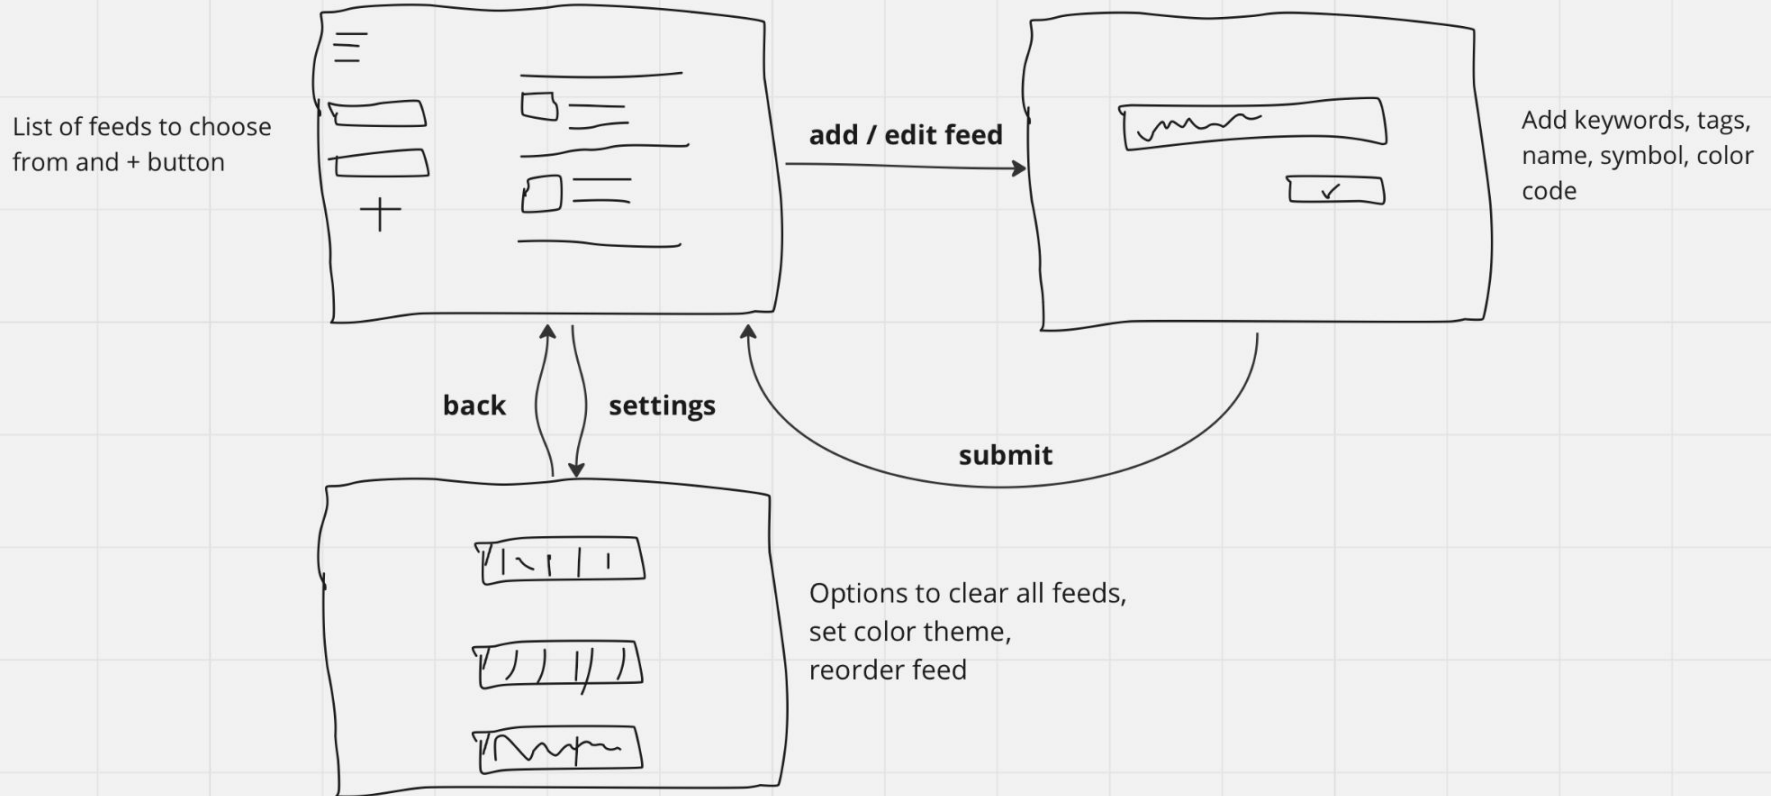 List of feeds to choose
from and + button
add / edit feed
Add keywords, tags,
name, symbol, color
code
back
settings
submit
Options to clear all feeds,
set color theme,
reorder feed